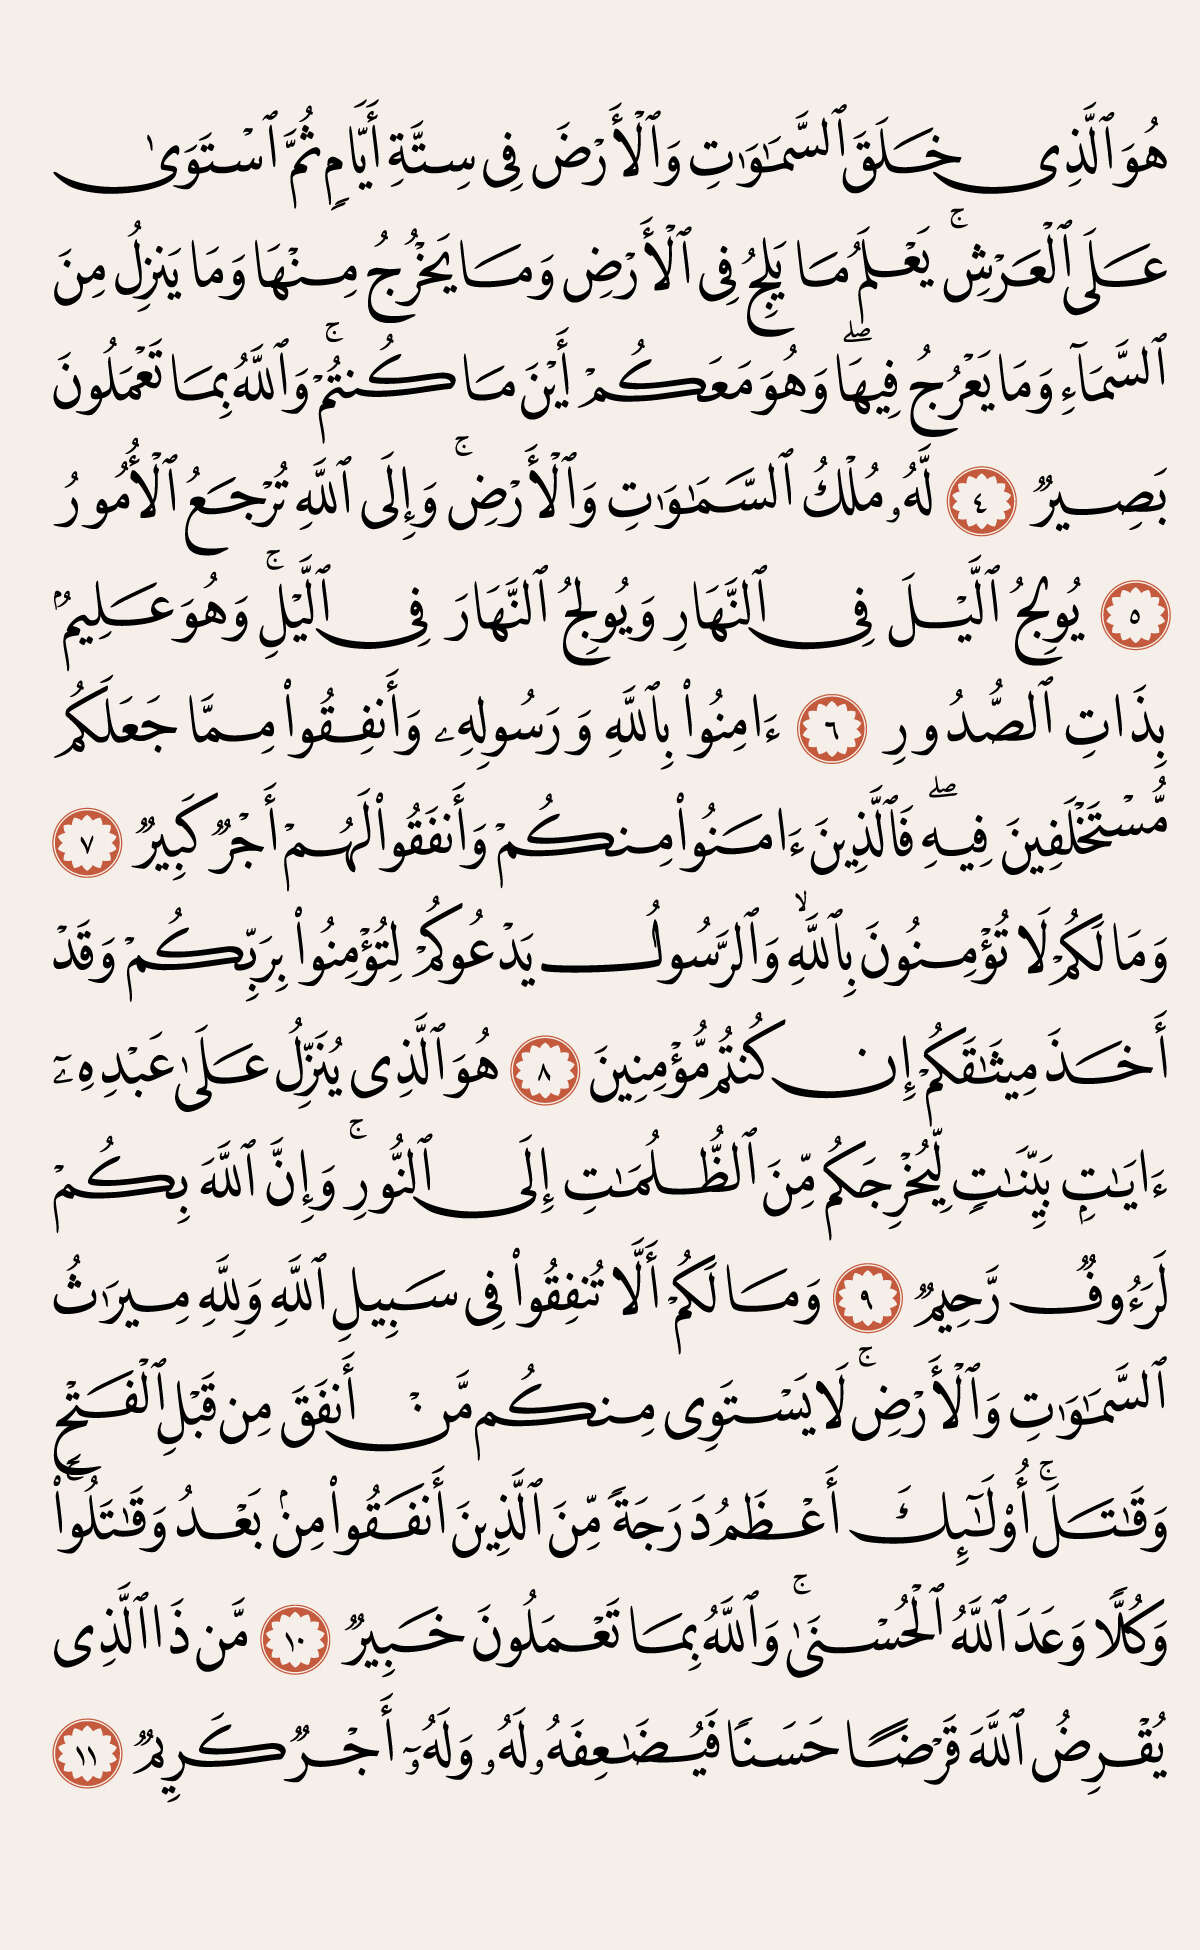 هُوَ ٱلَّذِى خَلَقَ ٱلسَّمَـٰوَٰتِ وَٱلْأَرْضَ فِى سِتَّةِ أَيَّامٍ ثُمَّ ٱسْتَوَىٰ
عَلَى ٱلْعَرْشِ ۚ يَعْلَمُ مَا يَلِجُ فِى ٱلْأَرْضِ وَمَا يَخْرُجُ مِنْهَا وَمَا يَنزِلُ مِنَ
ٱلسَّمَآءِ وَمَا يَعْرُجُ فِيهَا ۖ وَهُوَ مَعَكُمْ أَيْنَ مَا كُنتُمْ ۚ وَٱللَّهُ بِمَا تَعْمَلُونَ
بَصِيرٌ ٤ لَّهُۥ مُلْكُ ٱلسَّمَـٰوَٰتِ وَٱلْأَرْضِ ۚ وَإِلَى ٱللَّهِ تُرْجَعُ ٱلْأُمُورُ
٥ يُولِجُ ٱلَّيْلَ فِى ٱلنَّهَارِ وَيُولِجُ ٱلنَّهَارَ فِى ٱلَّيْلِ ۚ وَهُوَ عَلِيمٌۢ
بِذَاتِ ٱلصُّدُورِ ٦ ءَامِنُوا۟ بِٱللَّهِ وَرَسُولِهِۦ وَأَنفِقُوا۟ مِمَّا جَعَلَكُم
مُّسْتَخْلَفِينَ فِيهِ ۖ فَٱلَّذِينَ ءَامَنُوا۟ مِنكُمْ وَأَنفَقُوا۟ لَهُمْ أَجْرٌ كَبِيرٌ ٧
وَمَا لَكُمْ لَا تُؤْمِنُونَ بِٱللَّهِ ۙ وَٱلرَّسُولُ يَدْعُوكُمْ لِتُؤْمِنُوا۟ بِرَبِّكُمْ وَقَدْ
أَخَذَ مِيثَـٰقَكُمْ إِن كُنتُم مُّؤْمِنِينَ ٨ هُوَ ٱلَّذِى يُنَزِّلُ عَلَىٰ عَبْدِهِۦٓ
ءَايَـٰتٍۭ بَيِّنَـٰتٍ لِّيُخْرِجَكُم مِّنَ ٱلظُّلُمَـٰتِ إِلَى ٱلنُّورِ ۚ وَإِنَّ ٱللَّهَ بِكُمْ
لَرَءُوفٌ رَّحِيمٌ ٩ وَمَا لَكُمْ أَلَّا تُنفِقُوا۟ فِى سَبِيلِ ٱللَّهِ وَلِلَّهِ مِيرَٰثُ
ٱلسَّمَـٰوَٰتِ وَٱلْأَرْضِ ۚ لَا يَسْتَوِى مِنكُم مَّنْ أَنفَقَ مِن قَبْلِ ٱلْفَتْحِ
وَقَـٰتَلَ ۚ أُو۟لَـٰٓئِكَ أَعْظَمُ دَرَجَةً مِّنَ ٱلَّذِينَ أَنفَقُوا۟ مِنۢ بَعْدُ وَقَـٰتَلُوا۟ ۚ
وَكُلًّا وَعَدَ ٱللَّهُ ٱلْحُسْنَىٰ ۚ وَٱللَّهُ بِمَا تَعْمَلُونَ خَبِيرٌ ١٠ مَّن ذَا ٱلَّذِى
يُقْرِضُ ٱللَّهَ قَرْضًا حَسَنًا فَيُضَـٰعِفَهُۥ لَهُۥ وَلَهُۥٓ أَجْرٌ كَرِيمٌ ١١